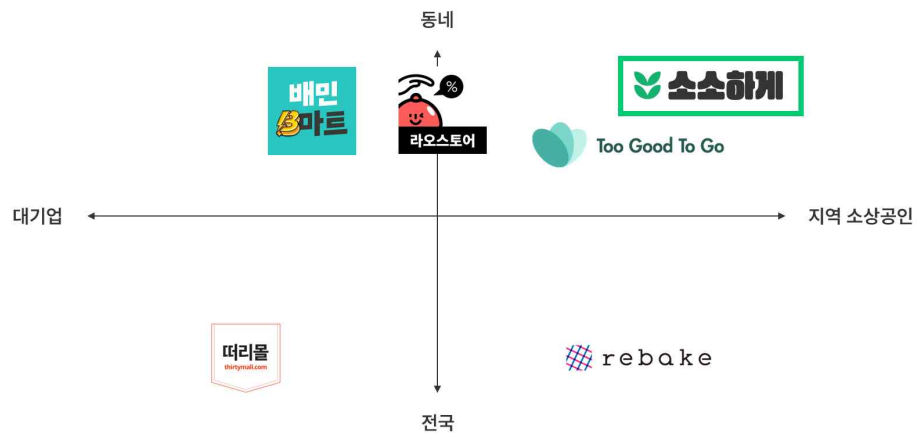 동네
배민
B마트
%
라오스토어
소소하게
Too Good To Go
대기업
지역 소상공인
떠리몰
thirtymall.com
rebake
전국